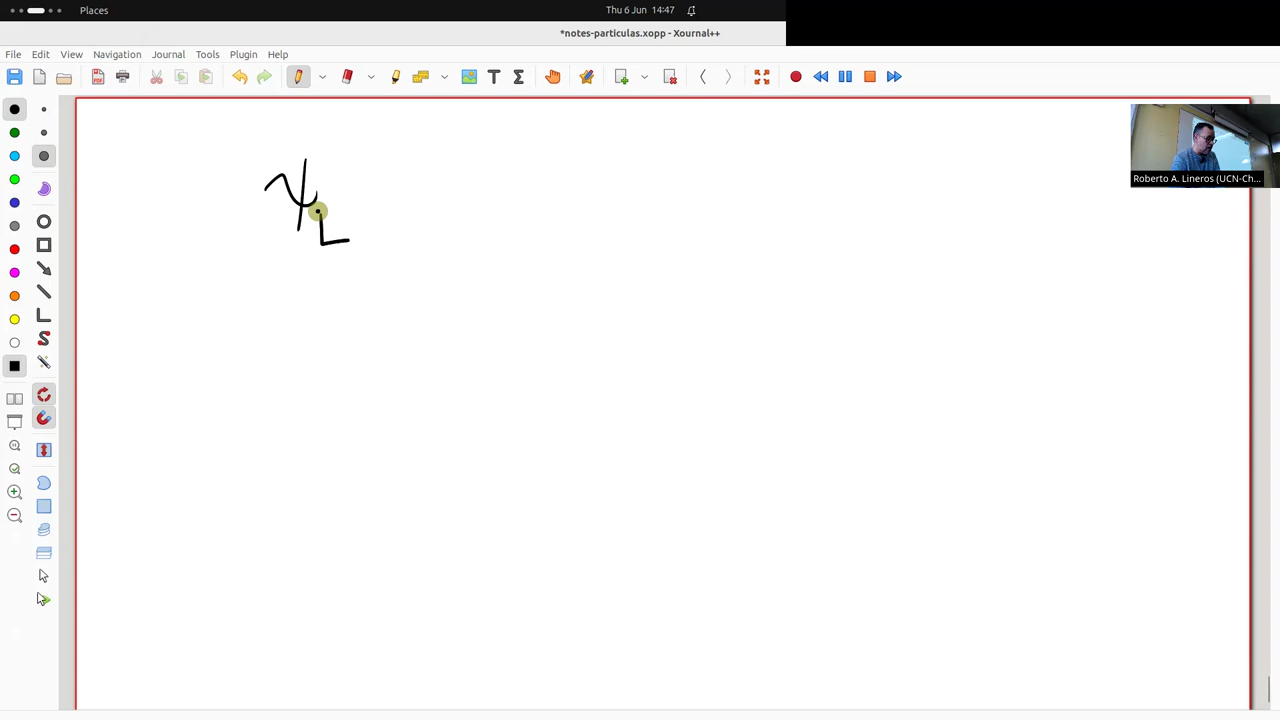 Places
Thu 6 Jun 14:47
*notes-particulas.xopp - Xournal++
File Edit View Navigation Journal Tools Plugin Help
ψ_L
Roberto A. Lineros (UCN-Ch...